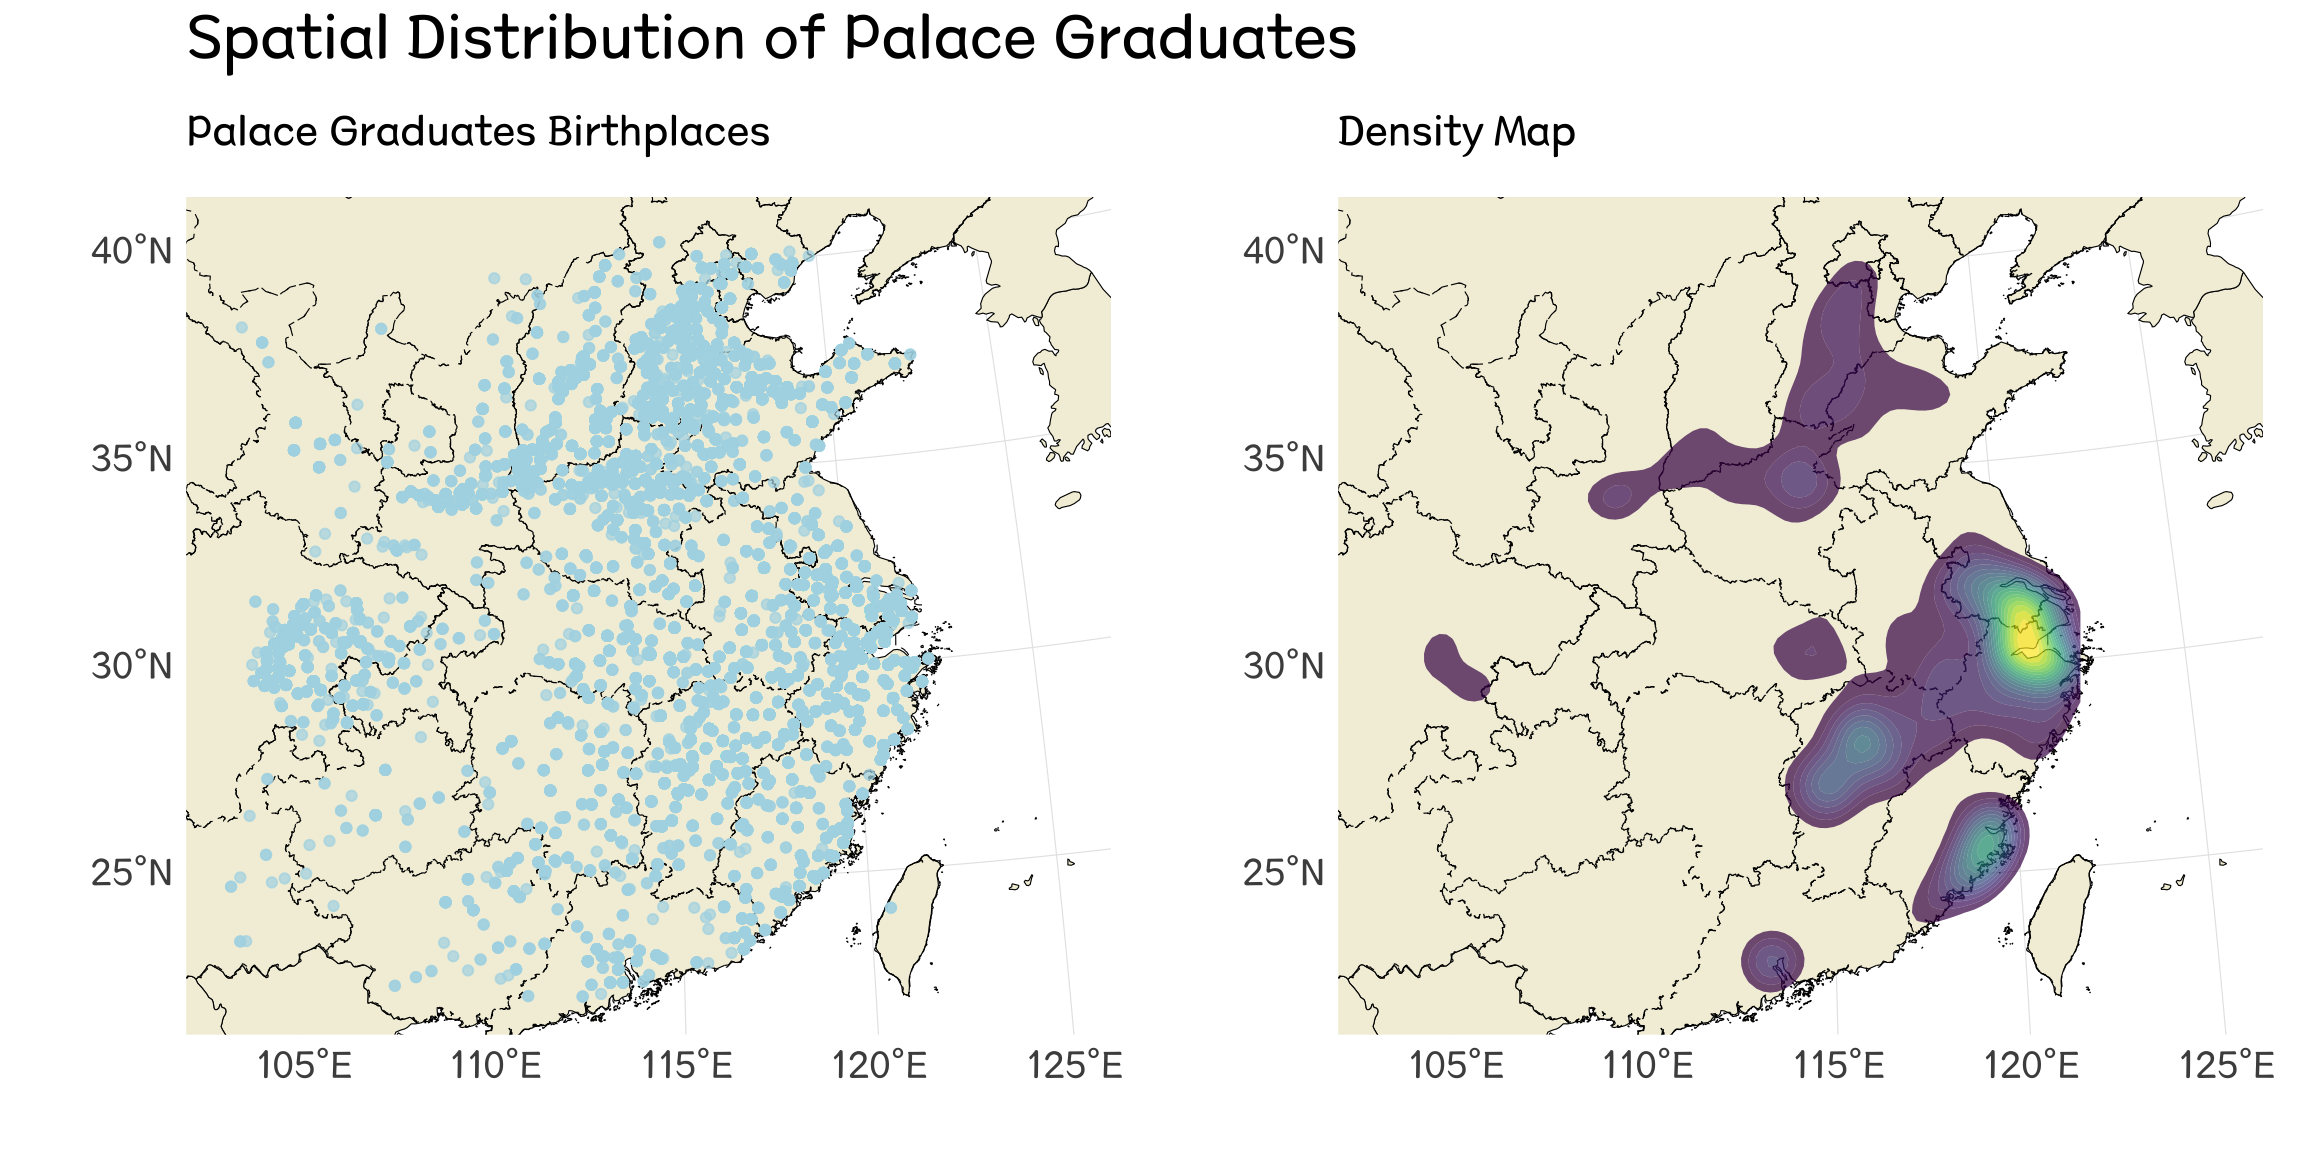 Spatial Distribution of Palace Graduates
Palace Graduates Birthplaces
40°N
35°N
30°N
25°N
105°E 110°E 115°E 120°E 125°E
Density Map
40°N
35°N
30°N
25°N
105°E 110°E 115°E 120°E 125°E